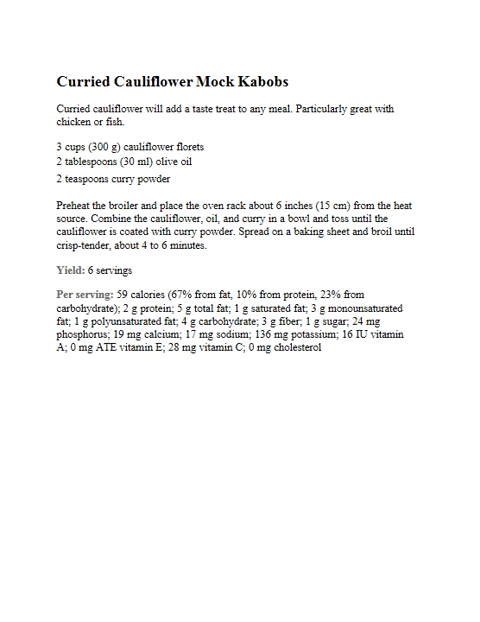 Curried Cauliflower Mock Kabobs
Curried cauliflower will add a taste treat to any meal. Particularly great with
chicken or fish.
3 cups (300 g) cauliflower florets
2 tablespoons (30 ml) olive oil
2 teaspoons curry powder
Preheat the broiler and place the oven rack about 6 inches (15 cm) from the heat
source. Combine the cauliflower, oil, and curry in a bowl and toss until the
cauliflower is coated with curry powder. Spread on a baking sheet and broil until
crisp-tender, about 4 to 6 minutes.
Yield: 6 servings
Per serving: 59 calories (67% from fat, 10% from protein, 23% from
carbohydrate); 2 g protein; 5 g total fat; 1 g saturated fat; 3 g monounsaturated
fat; 1 g polyunsaturated fat; 4 g carbohydrate; 3 g fiber; 1 g sugar; 24 mg
phosphorus; 19 mg calcium; 17 mg sodium; 136 mg potassium; 16 IU vitamin
A; 0 mg ATE vitamin E; 28 mg vitamin C; 0 mg cholesterol